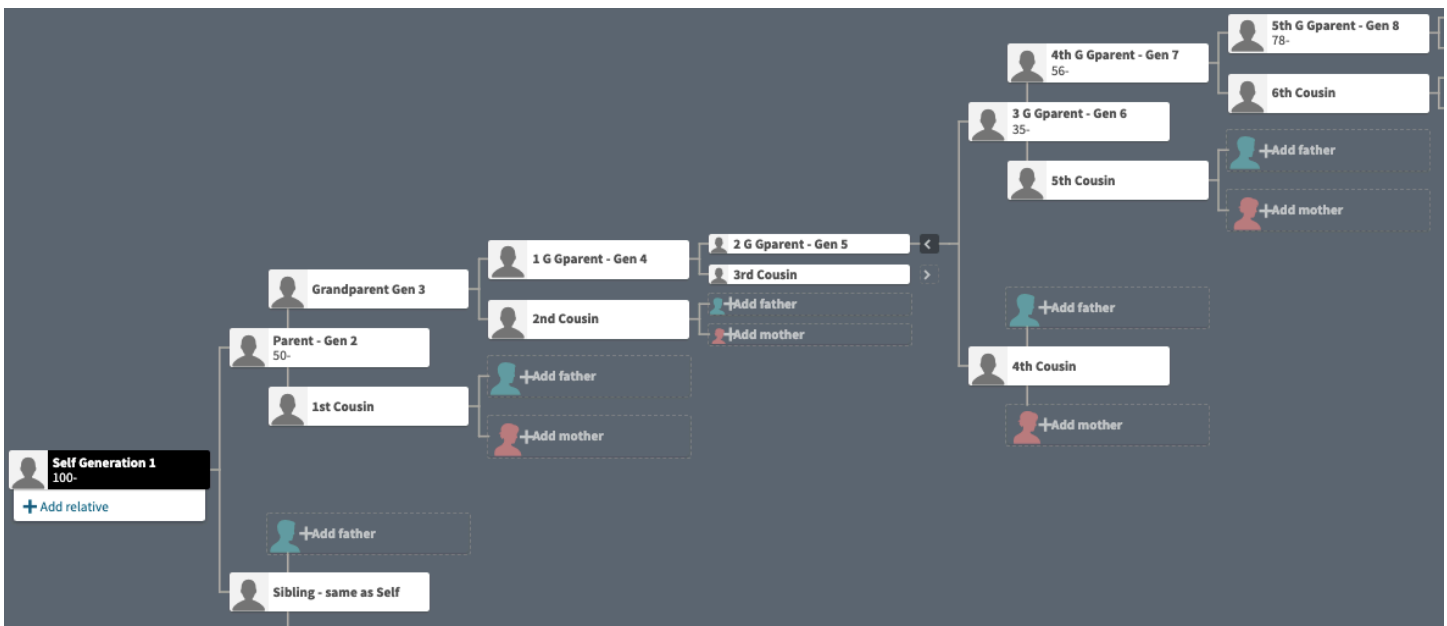 5th G Gparent - Gen 8
78-
4th G Gparent - Gen 7
56-
6th Cousin
3 G Gparent - Gen 6
35-
Add father
5th Cousin
Add mother
2 G Gparent - Gen 5
1 G Gparent - Gen 4
3rd Cousin
Grandparent Gen 3
Add father
Add father
2nd Cousin
Add mother
Parent - Gen 2
50-
4th Cousin
Add father
1st Cousin
Add mother
Add mother
Self Generation 1
100-
Add relative
Add father
Sibling - same as Self